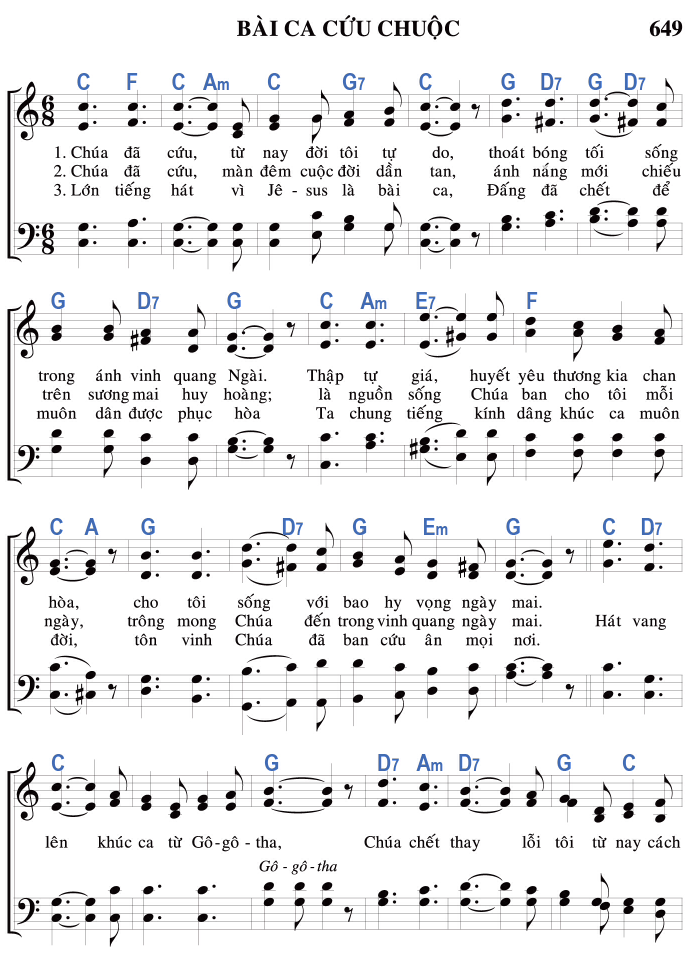 BÀI CA CỨU CHUỘC 649
C F C Am C G7 C G D7 G D7
1. Chúa đã cứu, từ nay đời tôi tự do, thoát bóng tối sống
2. Chúa đã cứu, màn đêm cuộc đời dần tan, ánh nắng mới chiếu
3. Lớn tiếng hát vì Jê - sus là bài ca, Đấng đã chết để
G D7 G C Am E7 F
trong ánh vinh quang Ngài. Thập tự giá, huyết yêu thương kia chan
trên sương mai huy hoàng; là nguồn sống Chúa ban cho tôi mỗi
muôn dân được phục hòa Ta chung tiếng kính dâng khúc ca muôn
C A G D7 G Em G C D7
hòa, cho tôi sống với bao hy vọng ngày mai.
ngày, trông mong Chúa đến trong vinh quang ngày mai. Hát vang
đời, tôn vinh Chúa đã ban cứu ân mọi nơi.
C G D7 Am D7 G C
lên khúc ca từ Gô-gô - tha, Chúa chết thay lỗi tôi từ nay cách
Gô - gô - tha